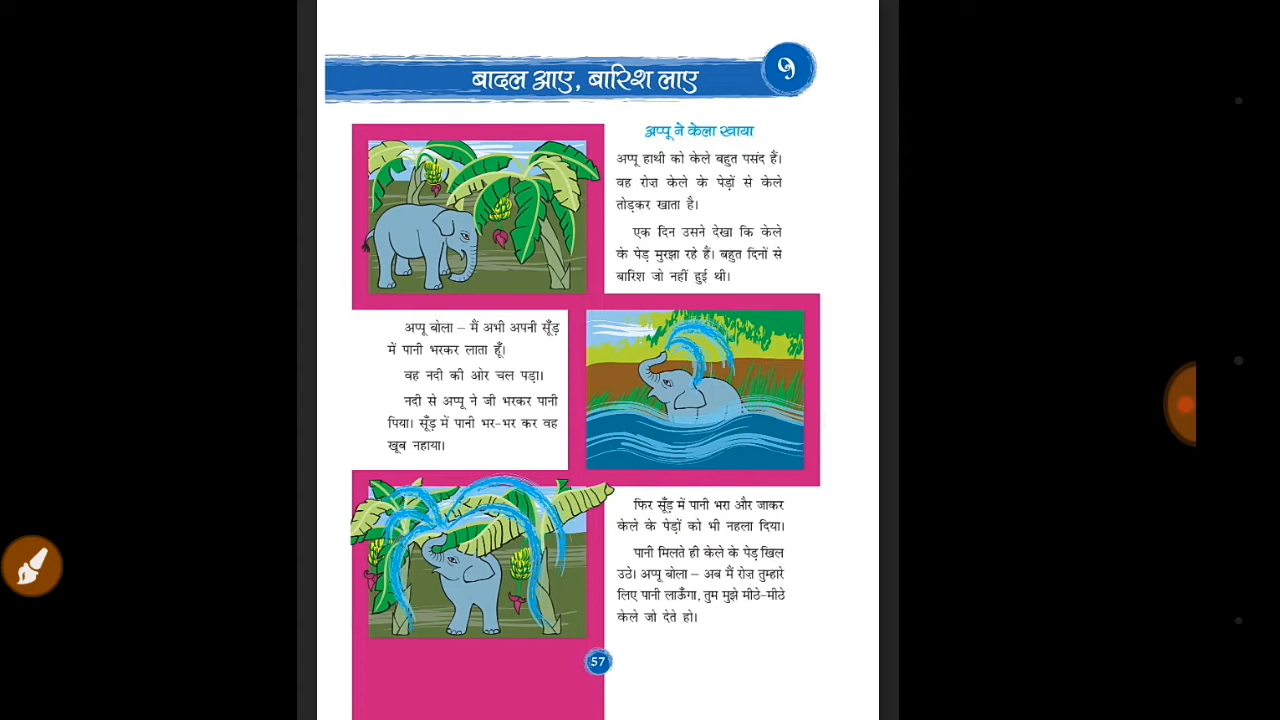 बादल आए, बारिश लाए
9
अप्पू ने केला खाया
अप्पू हाथी को केले बहुत पसंद हैं।
वह रोज़ केले के पेड़ों से केले
तोड़कर खाता है।
एक दिन उसने देखा कि केले
के पेड़ मुरझा रहे हैं। बहुत दिनों से
बारिश जो नहीं हुई थी।
अप्पू बोला – मैं अभी अपनी सूँड़
में पानी भरकर लाता हूँ।
वह नदी की ओर चल पड़ा।
नदी से अप्पू ने जी भरकर पानी
पिया। सूँड़ में पानी भर-भर कर वह
खूब नहाया।
फिर सूँड़ में पानी भरा और जाकर
केले के पेड़ों को भी नहला दिया।
पानी मिलते ही केले के पेड़ खिल
उठे। अप्पू बोला – अब मैं रोज़ तुम्हारे
लिए पानी लाऊँगा, तुम मुझे मीठे-मीठे
केले जो देते हो।
57